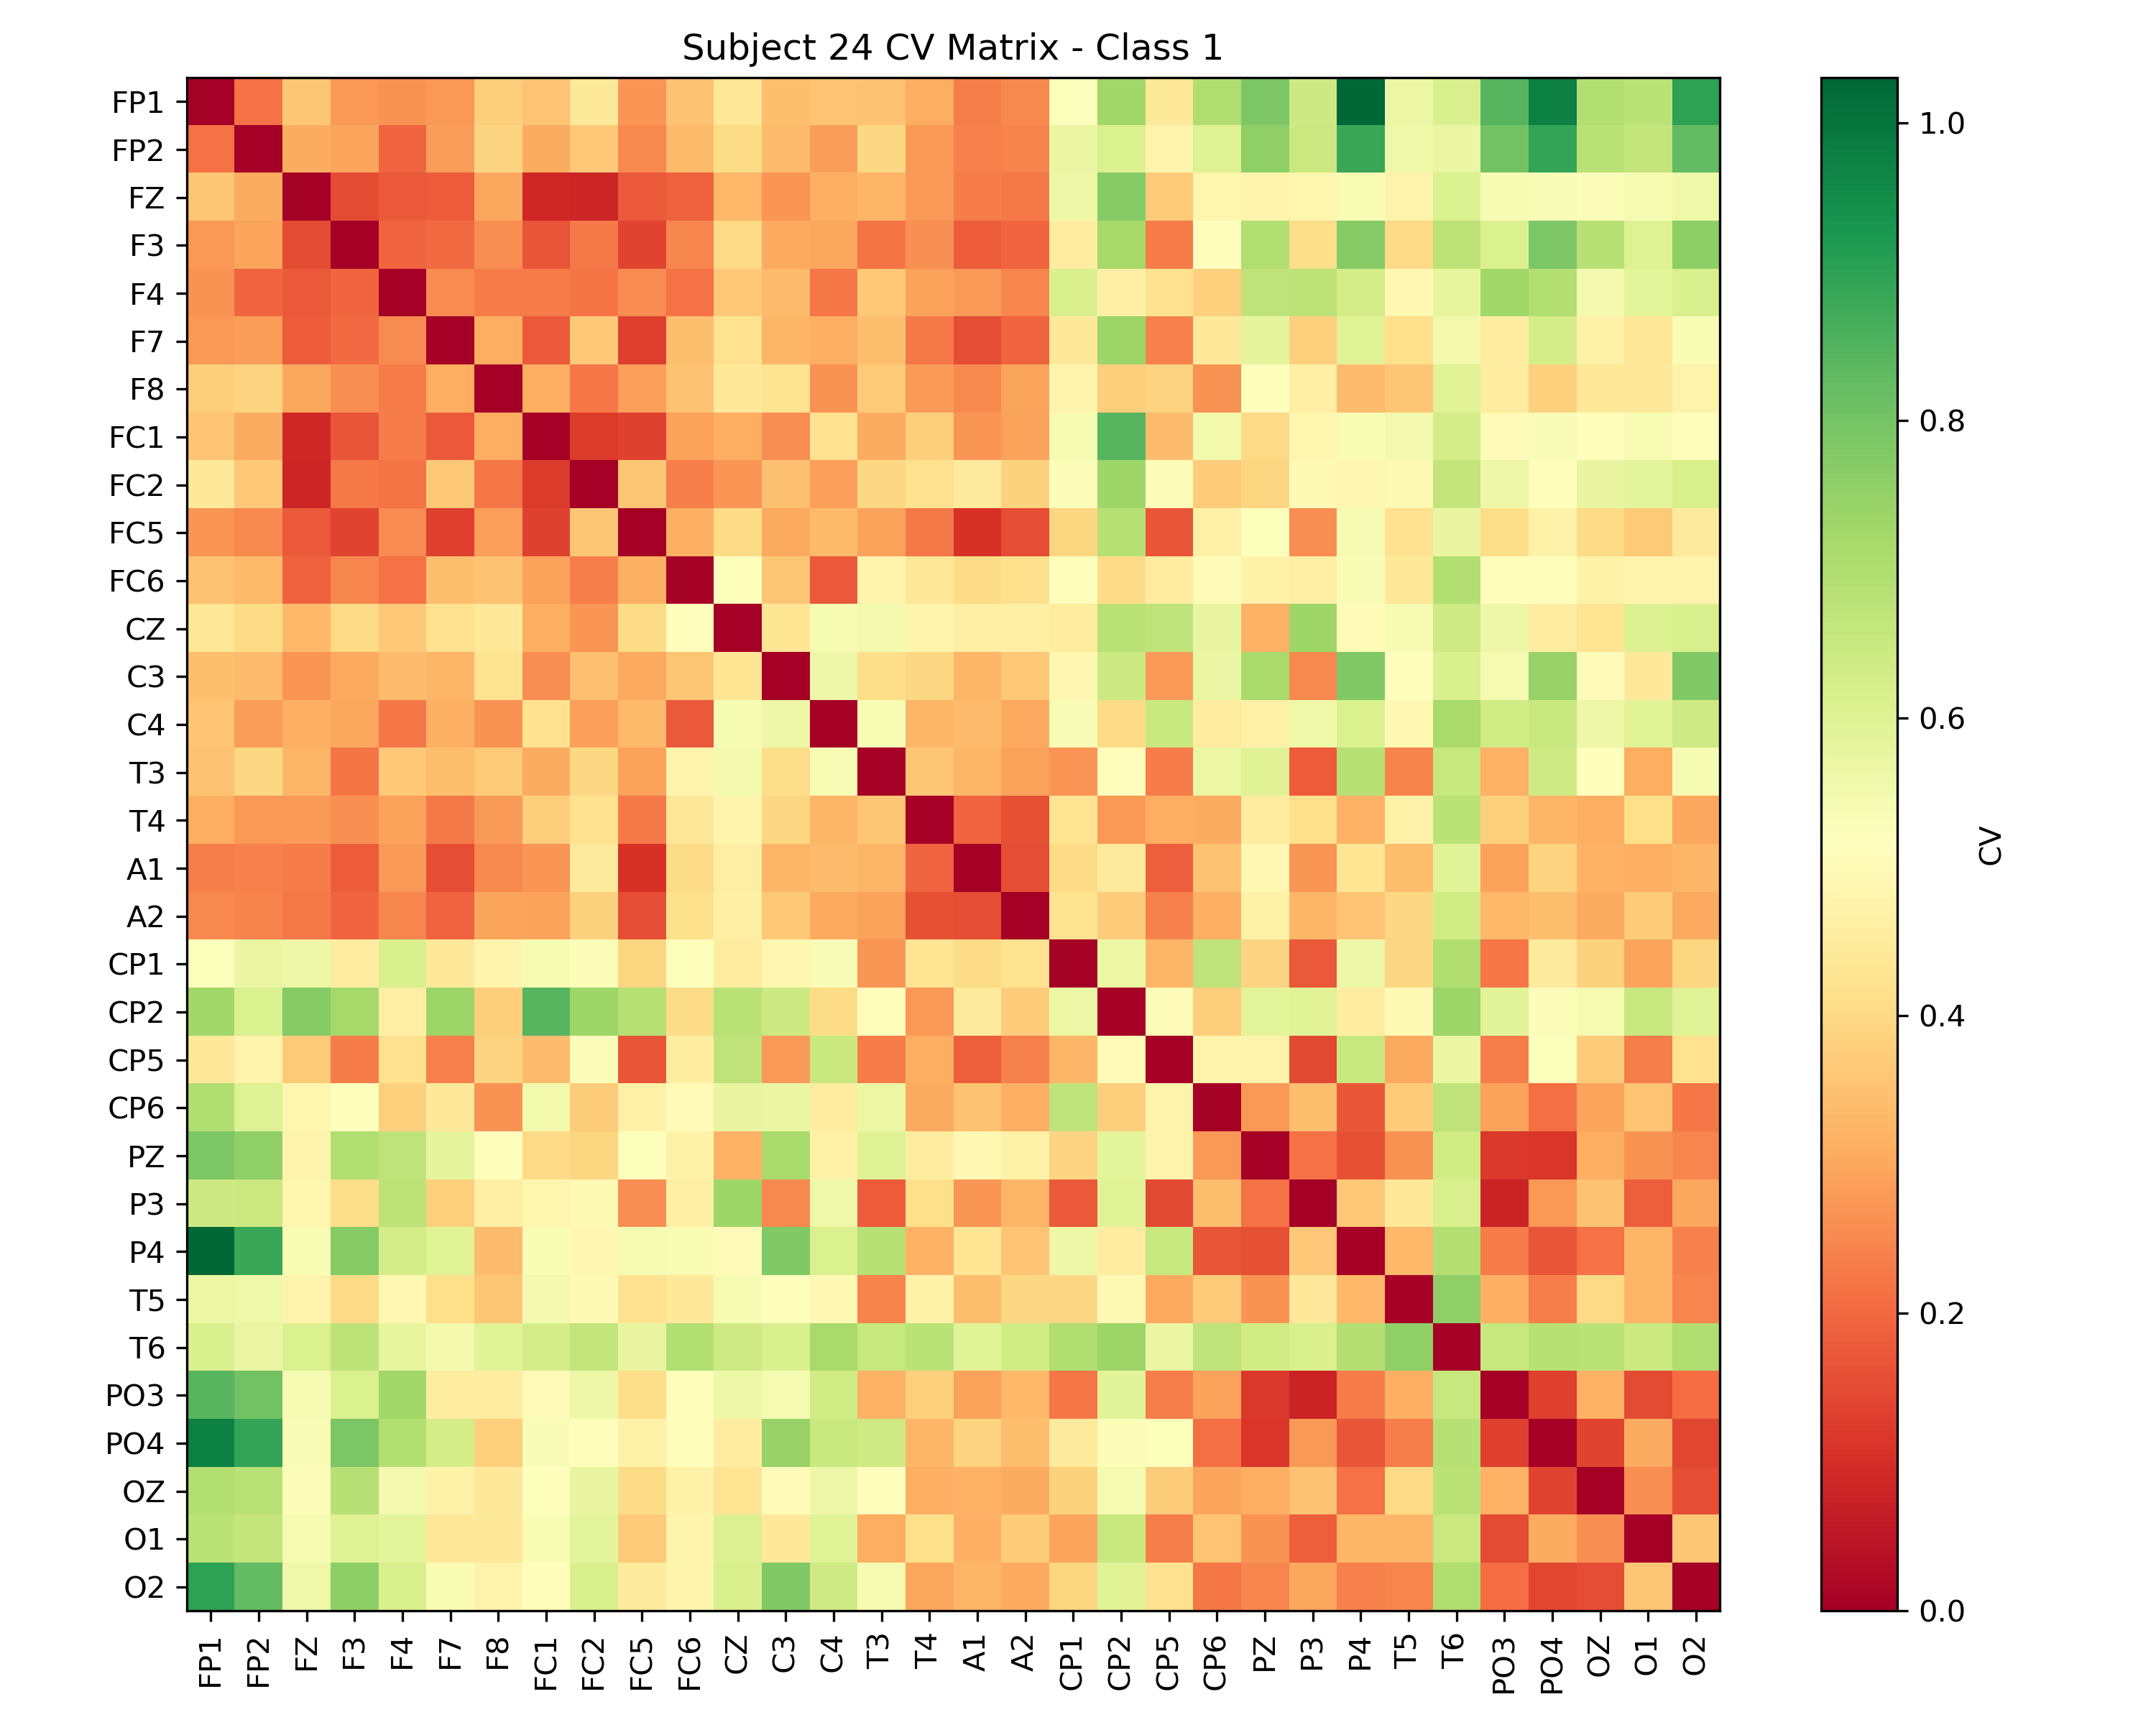 Subject 24 CV Matrix - Class 1
FP1
FP2
FZ
F3
F4
F7
F8
FC1
FC2
FC5
FC6
CZ
C3
C4
T3
T4
A1
A2
CP1
CP2
CP5
CP6
PZ
P3
P4
T5
T6
PO3
PO4
OZ
O1
O2
FP1 FP2 FZ F3 F4 F7 F8 FC1 FC2 FC5 FC6 CZ C3 C4 T3 T4 A1 A2 CP1 CP2 CP5 CP6 PZ P3 P4 T5 T6 PO3 PO4 OZ O1 O2
1.0
0.8
0.6
0.4
0.2
0.0
CV